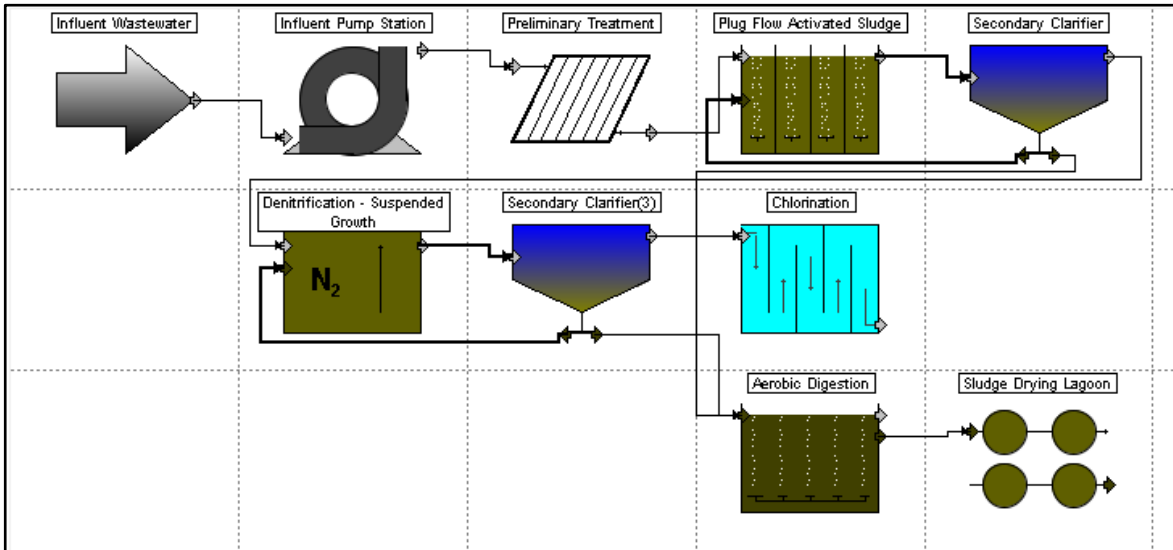 Influent Wastewater
Influent Pump Station
Preliminary Treatment
Plug Flow Activated Sludge
Secondary Clarifier
Denitrification - Suspended
Growth
Secondary Clarifier(3)
Chlorination
N₂
Aerobic Digestion
Sludge Drying Lagoon